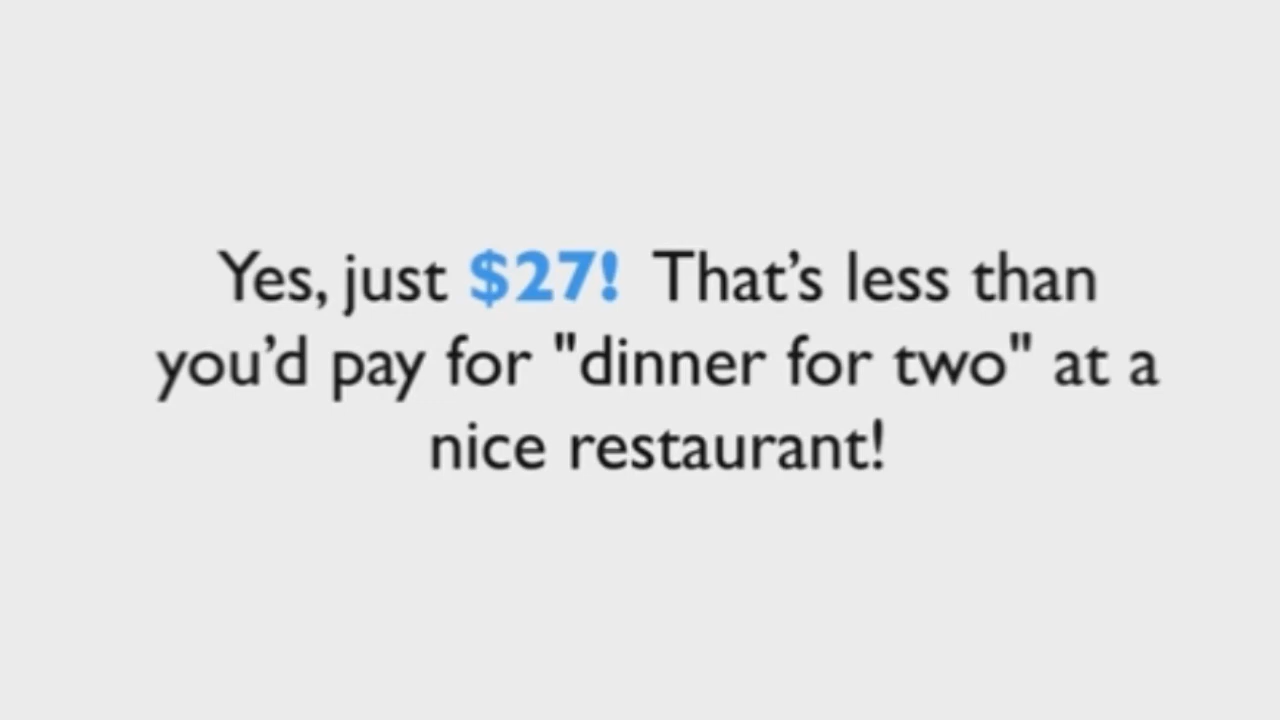 Yes, just $27! That’s less than
you’d pay for "dinner for two" at a
nice restaurant!